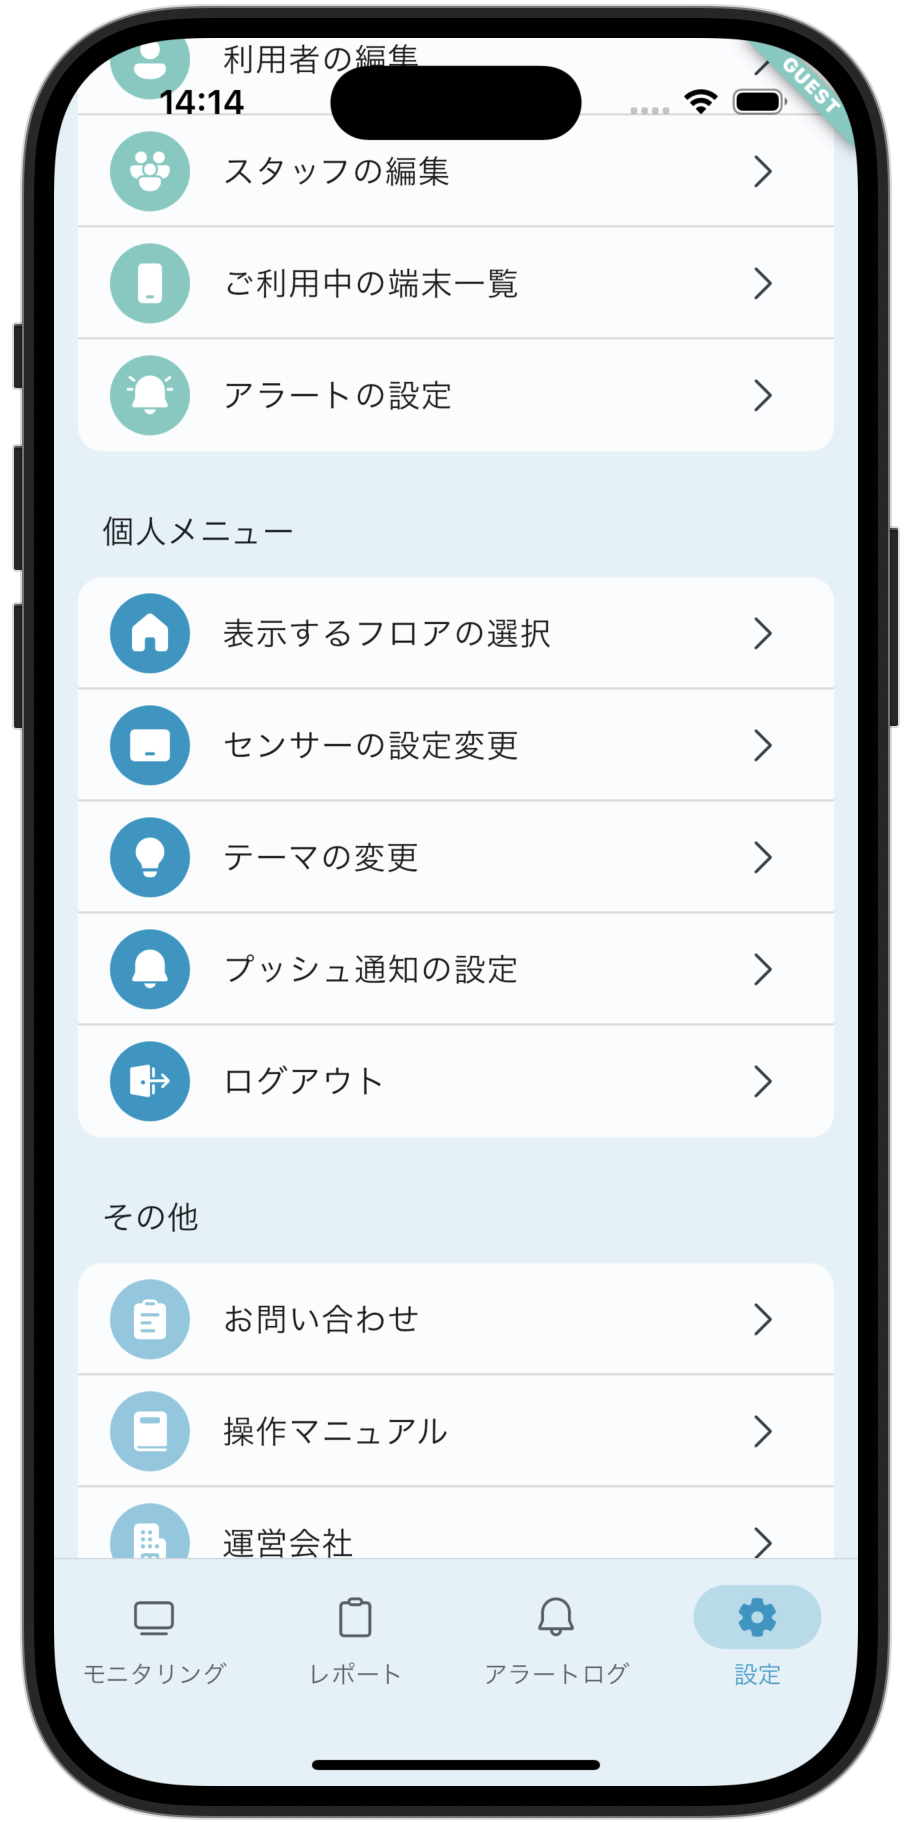 利用者の編集
14:14
GUEST
スタッフの編集
ご利用中の端末一覧
アラートの設定
個人メニュー
表示するフロアの選択
センサーの設定変更
テーマの変更
プッシュ通知の設定
ログアウト
その他
お問い合わせ
操作マニュアル
運営会社
モニタリング
レポート
アラートログ
設定